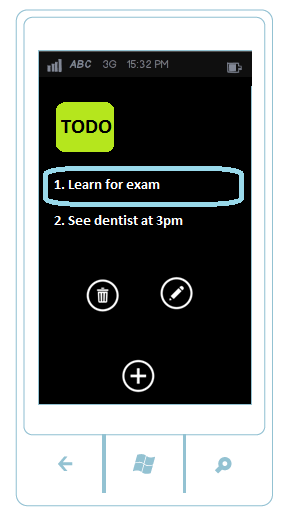 ABC 3G 15:32 PM
TODO
1. Learn for exam
2. See dentist at 3pm